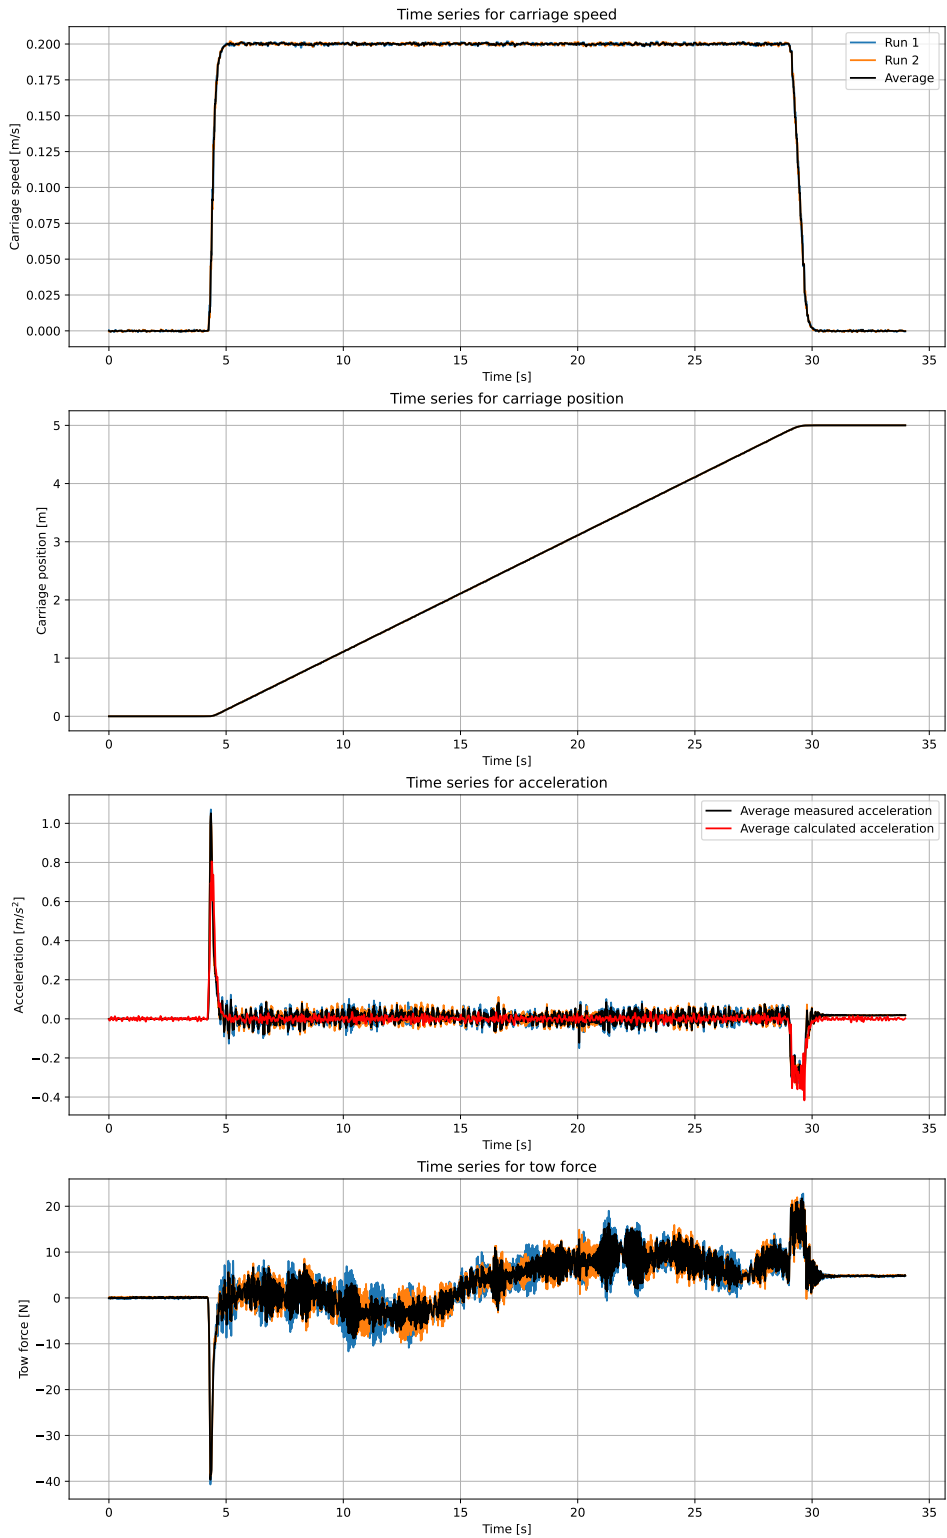 Time series for carriage speed
Carriage speed [m/s]
0.200
0.175
0.150
0.125
0.100
0.075
0.050
0.025
0.000
Run 1
Run 2
Average
0 5 10 15 20 25 30 35
Time [s]
Time series for carriage position
Carriage position [m]
5
4
3
2
1
0
0 5 10 15 20 25 30 35
Time [s]
Time series for acceleration
Acceleration [m/s²]
1.0
0.8
0.6
0.4
0.2
0.0
−0.2
−0.4
Average measured acceleration
Average calculated acceleration
0 5 10 15 20 25 30 35
Time [s]
Time series for tow force
Tow force [N]
20
10
0
−10
−20
−30
−40
0 5 10 15 20 25 30 35
Time [s]